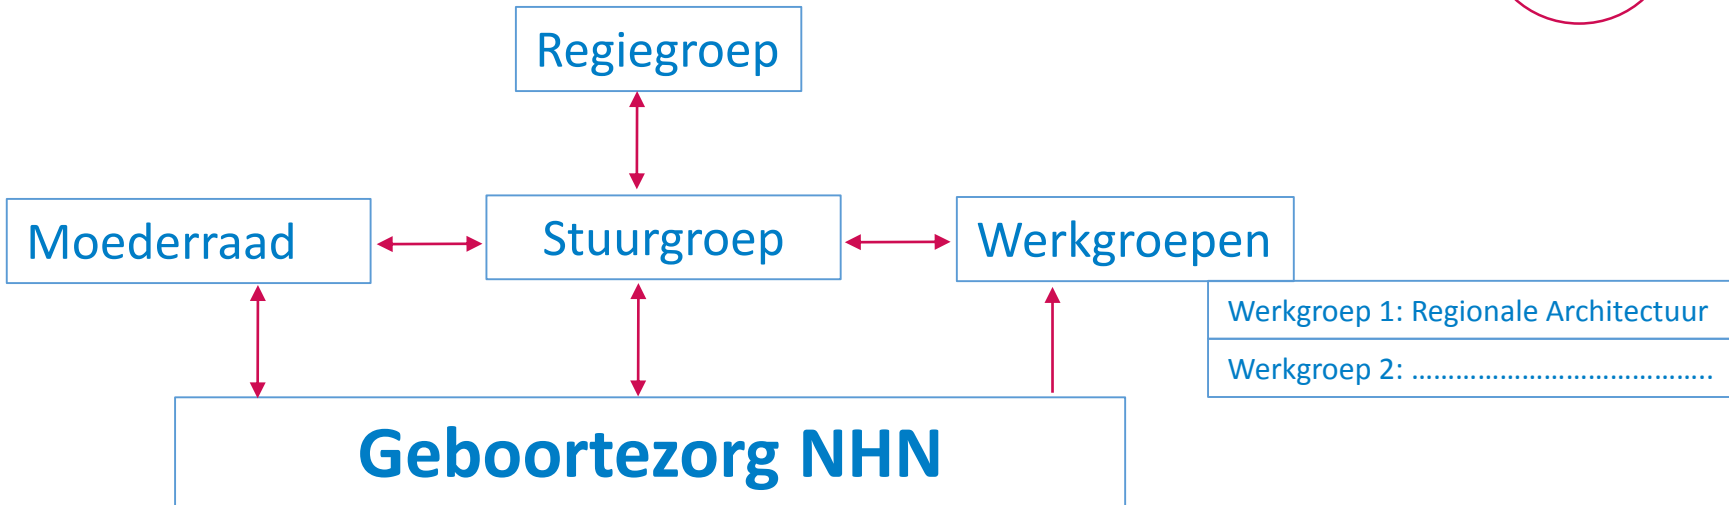 Regiegroep
Moederraad
Stuurgroep
Werkgroepen
Werkgroep 1: Regionale Architectuur
Werkgroep 2: …………………………………..
Geboortezorg NHN